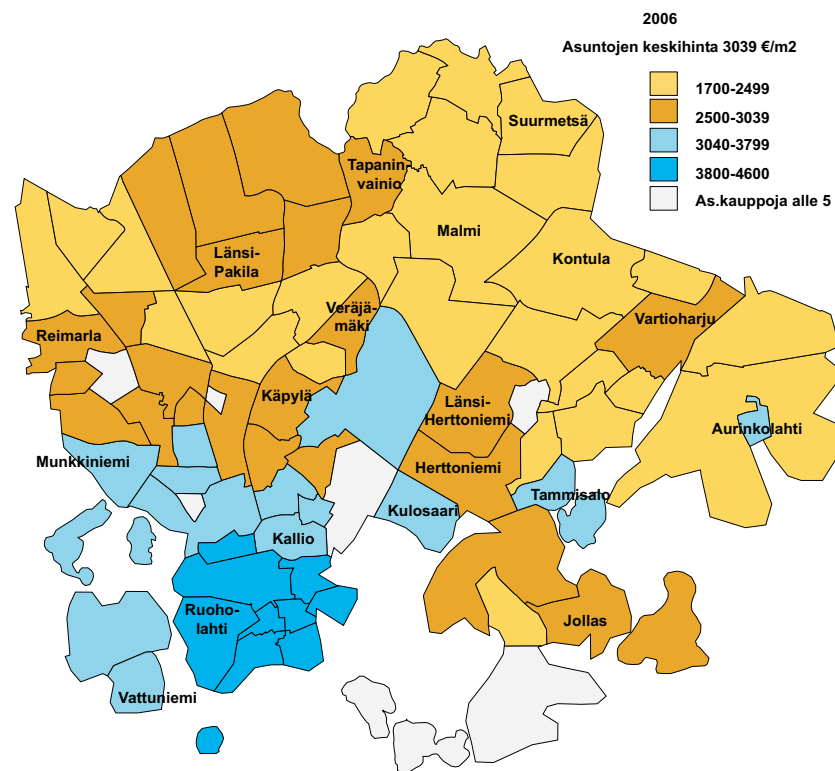 2006
Asuntojen keskihinta 3039 €/m2
1700-2499
2500-3039
3040-3799
3800-4600
As.kauppoja alle 5
Suurmetsä
Tapanin-
vainio
Malmi
Länsi-
Pakila
Kontula
Veräjä-
mäki
Vartioharju
Reimarla
Käpylä
Länsi-
Herttoniemi
Aurinkolahti
Munkkiniemi
Herttoniemi
Tammisalo
Kulosaari
Kallio
Ruoho-
lahti
Jollas
Vattuniemi